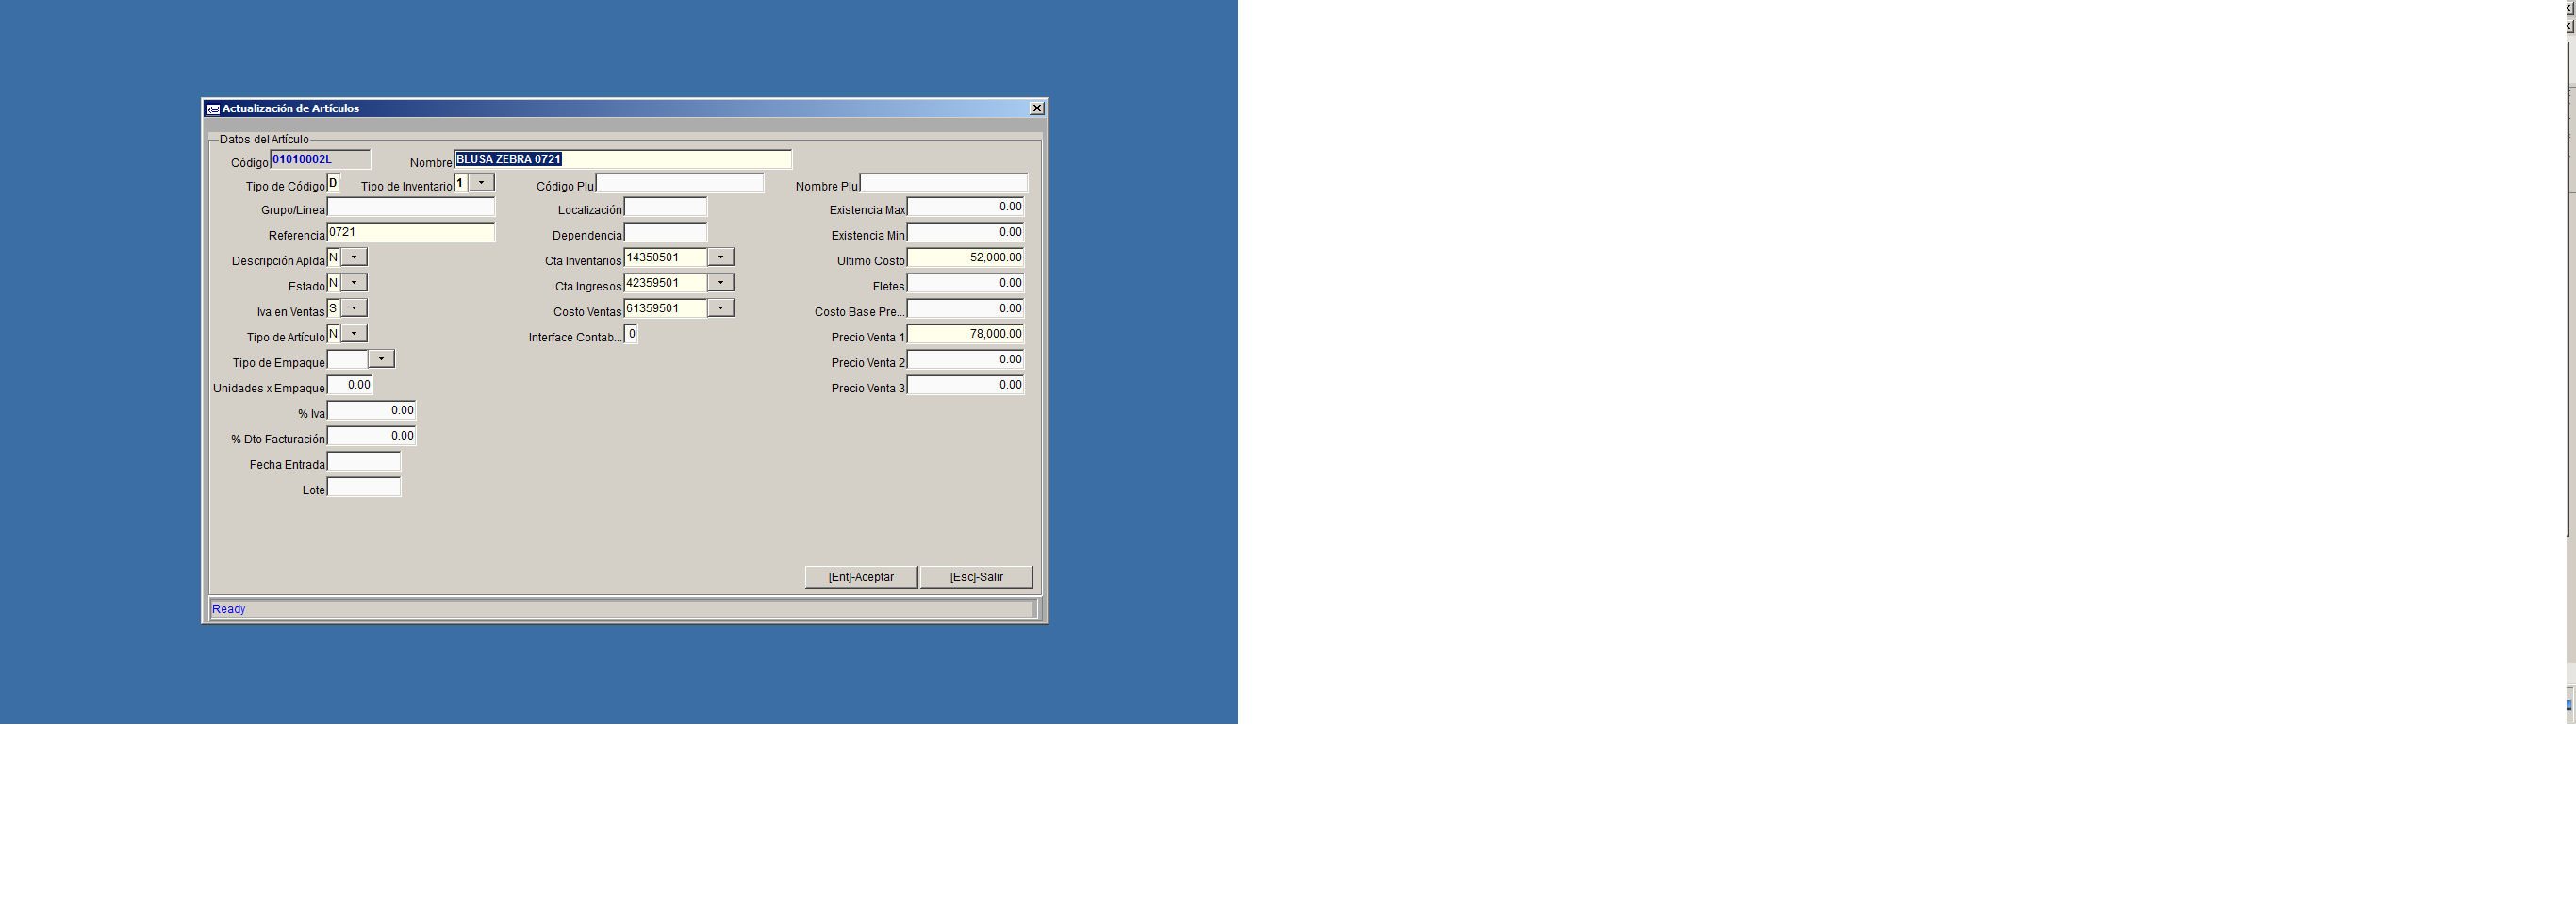 Actualización de Artículos
Datos del Artículo
Código 01010002L Nombre BLUSA ZEBRA 0721
Tipo de Código D Tipo de Inventario 1 Código Plu Nombre Plu
Grupo/Linea Localización Existencia Max 0.00
Referencia 0721 Dependencia Existencia Min 0.00
Descripción Aplda N Cta Inventarios 14350501 Ultimo Costo 52,000.00
Estado N Cta Ingresos 42359501 Fletes 0.00
Iva en Ventas S Costo Ventas 61359501 Costo Base Pre... 0.00
Tipo de Artículo N Interface Contab... 0 Precio Venta 1 78,000.00
Tipo de Empaque Precio Venta 2 0.00
Unidades x Empaque 0.00 Precio Venta 3 0.00
% Iva 0.00
% Dto Facturación 0.00
Fecha Entrada
Lote
[Ent]-Aceptar [Esc]-Salir
Ready